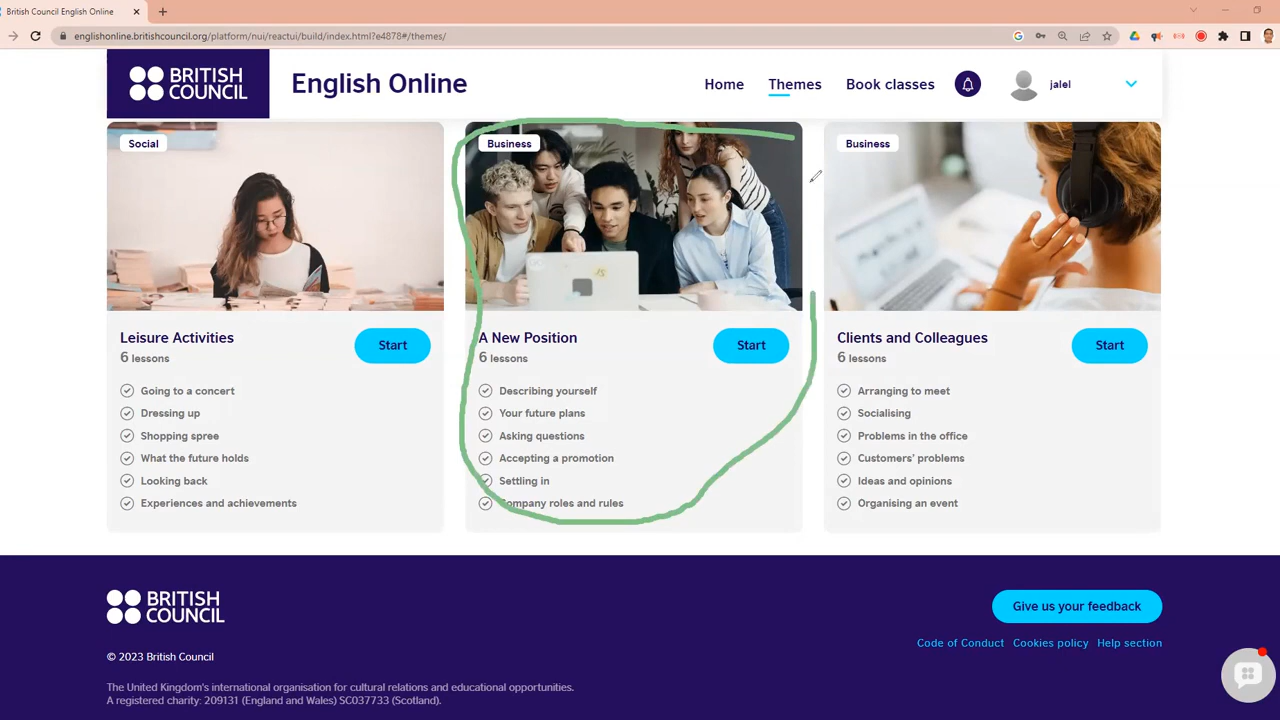 British Council English Online
englishonline.britishcouncil.org/platform/nui/reactui/build/index.html?e4878#/themes/
BRITISH
COUNCIL
English Online
Home
Themes
Book classes
jalel
Social
Leisure Activities
6 lessons
Start
Going to a concert
Dressing up
Shopping spree
What the future holds
Looking back
Experiences and achievements
Business
A New Position
6 lessons
Start
Describing yourself
Your future plans
Asking questions
Accepting a promotion
Settling in
Company roles and rules
Business
Clients and Colleagues
6 lessons
Start
Arranging to meet
Socialising
Problems in the office
Customers' problems
Ideas and opinions
Organising an event
BRITISH
COUNCIL
Give us your feedback
Code of Conduct Cookies policy Help section
© 2023 British Council
The United Kingdom's international organisation for cultural relations and educational opportunities.
A registered charity: 209131 (England and Wales) SC037733 (Scotland).